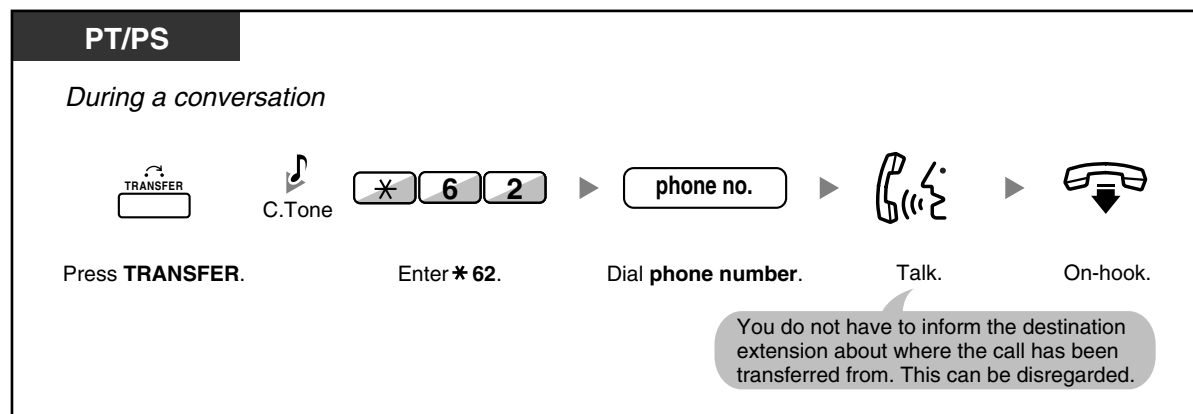 PT/PS
During a conversation
TRANSFER
C.Tone
* 6 2
phone no.
Press TRANSFER.
Enter * 62.
Dial phone number.
Talk.
On-hook.
You do not have to inform the destination
extension about where the call has been
transferred from. This can be disregarded.